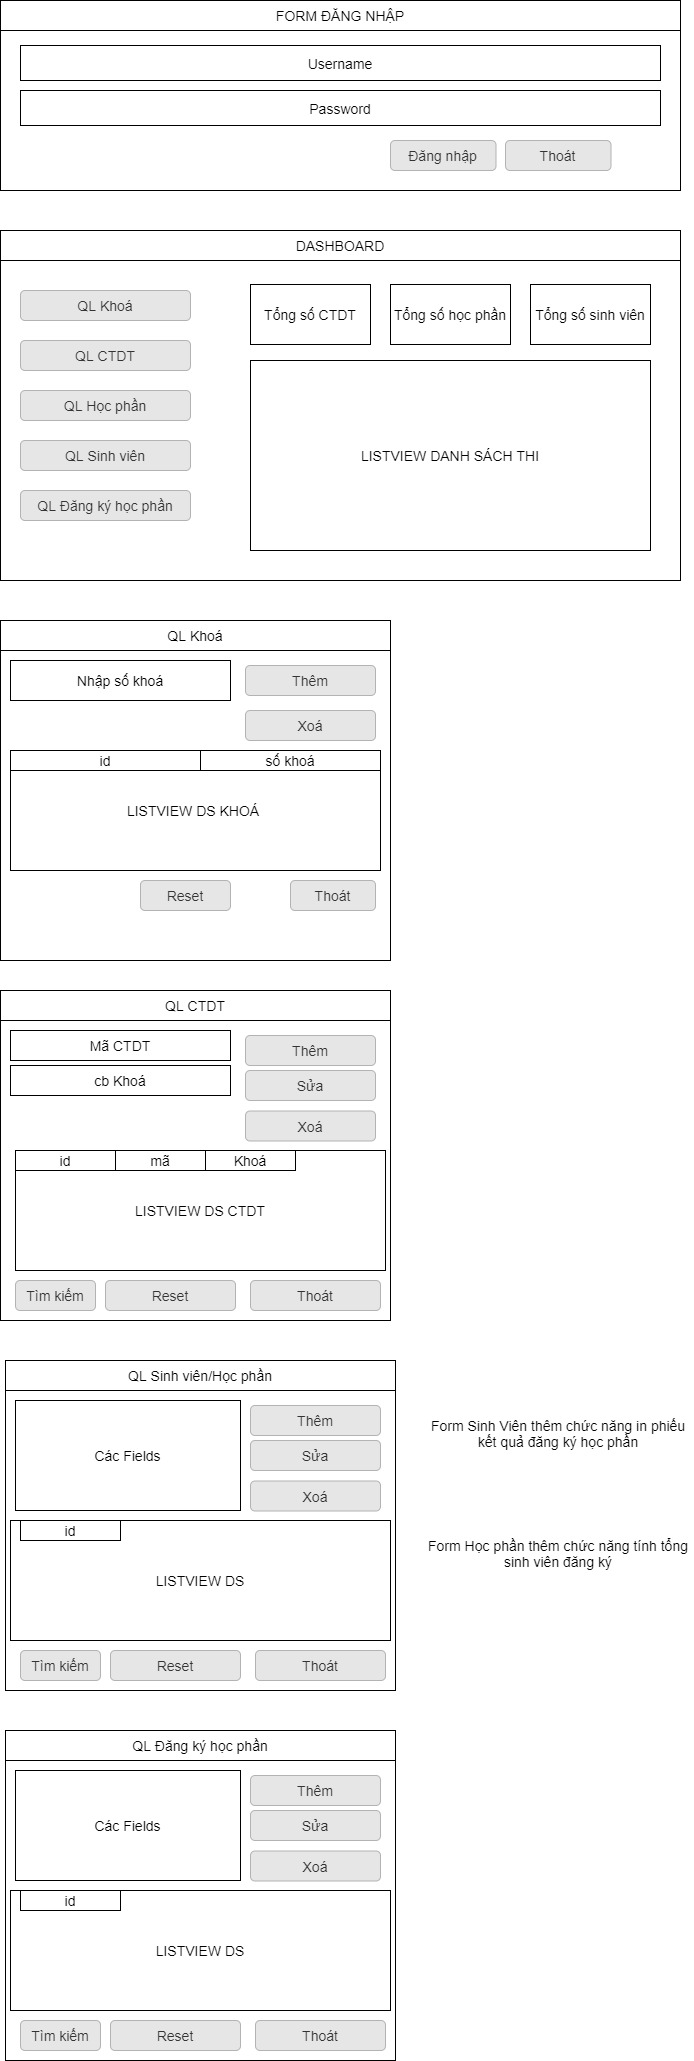 FORM ĐĂNG NHẬP
Username
Password
Đăng nhập
Thoát
DASHBOARD
QL Khoá
QL CTDT
QL Học phần
QL Sinh viên
QL Đăng ký học phần
Tổng số CTDT
Tổng số học phần
Tổng số sinh viên
LISTVIEW DANH SÁCH THI
QL Khoá
Nhập số khoá
Thêm
Xoá
id
số khoá
LISTVIEW DS KHOÁ
Reset
Thoát
QL CTDT
Mã CTDT
cb Khoá
Thêm
Sửa
Xoá
id
mã
Khoá
LISTVIEW DS CTDT
Tìm kiếm
Reset
Thoát
QL Sinh viên/Học phần
Các Fields
Thêm
Sửa
Xoá
id
LISTVIEW DS
Tìm kiếm
Reset
Thoát
Form Sinh Viên thêm chức năng in phiếu
kết quả đăng ký học phần
Form Học phần thêm chức năng tính tổng
sinh viên đăng ký
QL Đăng ký học phần
Các Fields
Thêm
Sửa
Xoá
id
LISTVIEW DS
Tìm kiếm
Reset
Thoát